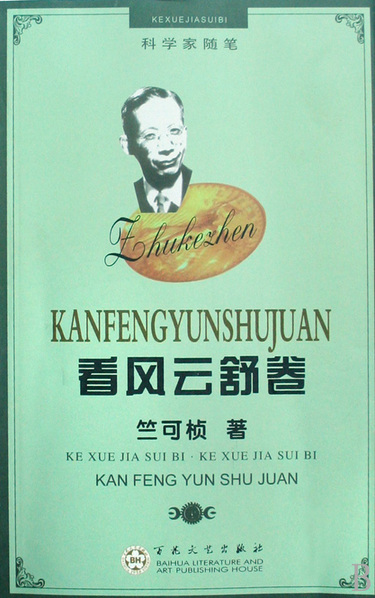 KEXUEJIASUIBI
科学家随笔
Zhukezhen
KANFENGYUNSHUJUAN
看风云舒卷
竺可桢 著
KE XUE JIA SUI BI · KE XUE JIA SUI BI
KAN FENG YUN SHU JUAN
BH
百花文艺出版社
BAIHUA LITERATURE AND
ART PUBLISHING HOUSE
B